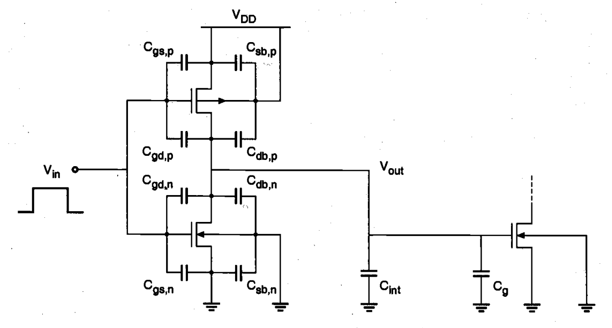 V_DD
C_gs,p C_sb,p
C_gd,p C_db,p
V_in
C_gd,n C_db,n
V_out
C_gs,n C_sb,n
C_int
C_g